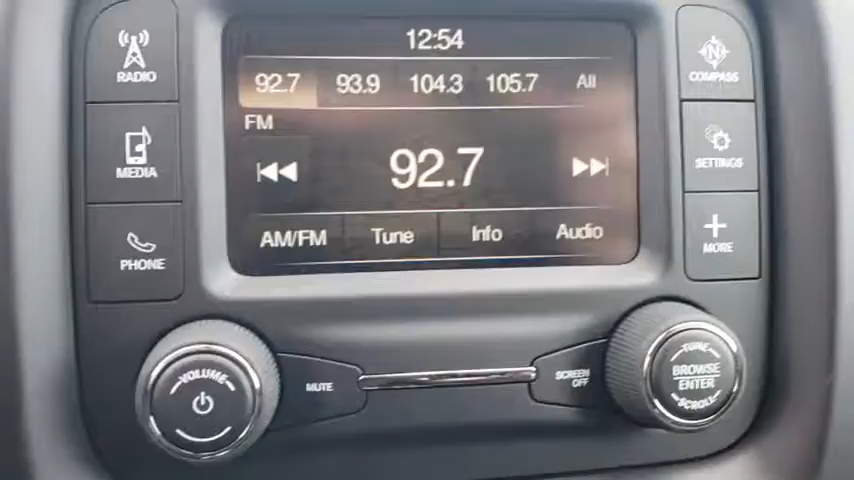 12:54
92.7 93.9 104.3 105.7 All
FM
92.7
AM/FM Tune Info Audio
RADIO
MEDIA
PHONE
N
COMPASS
SETTINGS
MORE
VOLUME
MUTE
SCREEN
OFF
TUNE
BROWSE
ENTER
SCROLL